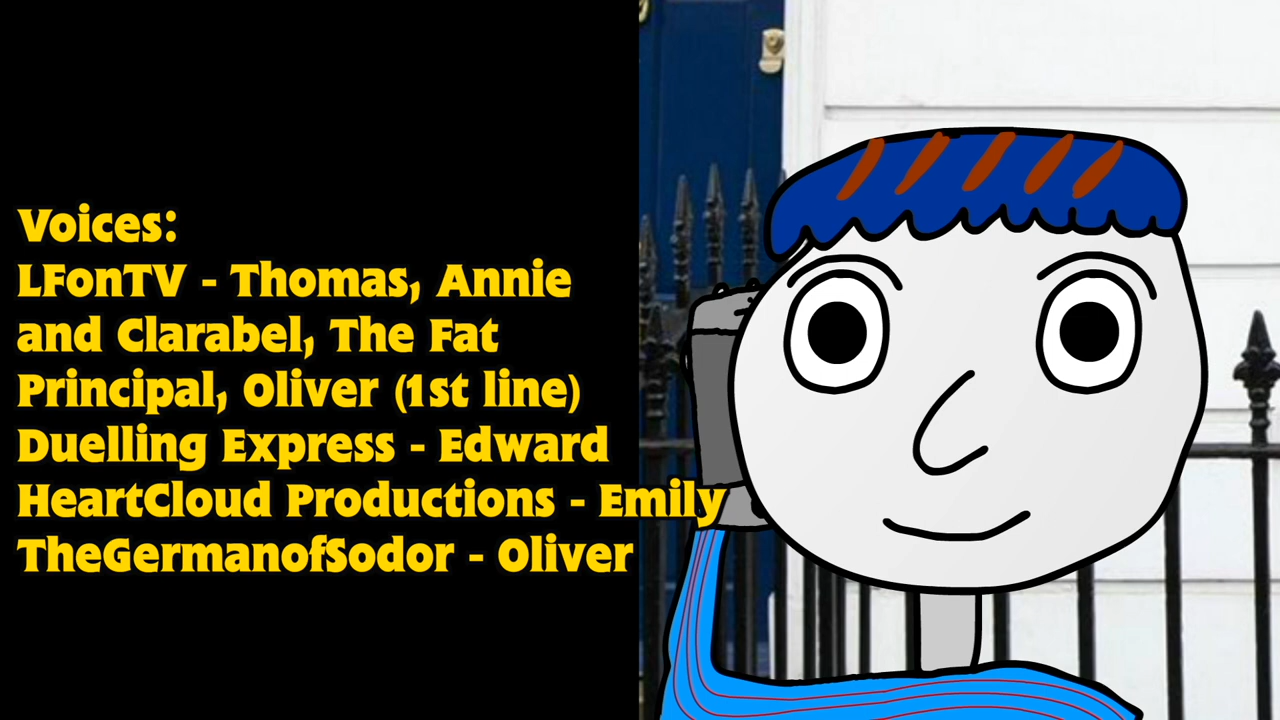 Voices:
LFonTV - Thomas, Annie
and Clarabel, The Fat
Principal, Oliver (1st line)
Duelling Express - Edward
HeartCloud Productions - Emily
TheGermanofSodor - Oliver